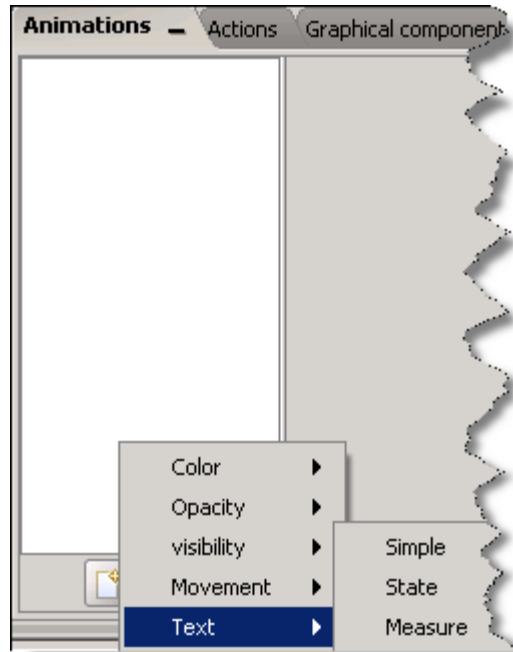 Animations Actions Graphical component
Color
Opacity
visibility
Simple
Movement
State
Text
Measure